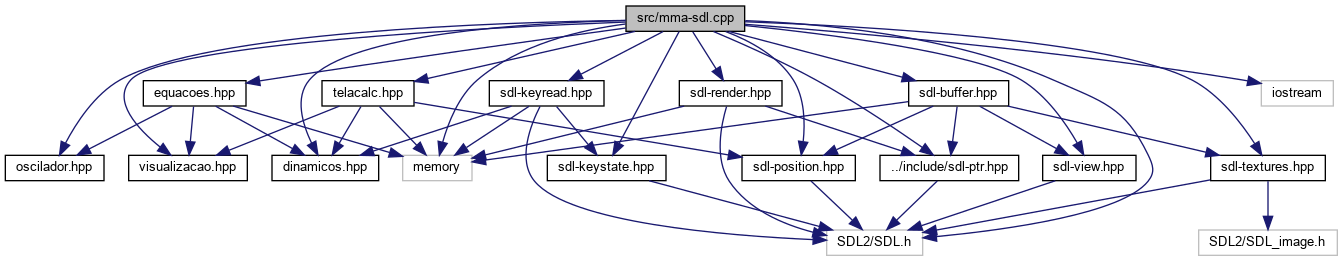 src/mma-sdl.cpp
equacoes.hpp
telacalc.hpp
sdl-keyread.hpp
sdl-render.hpp
sdl-buffer.hpp
iostream
oscilador.hpp
visualizacao.hpp
dinamicos.hpp
memory
sdl-keystate.hpp
sdl-position.hpp
../include/sdl-ptr.hpp
sdl-view.hpp
sdl-textures.hpp
SDL2/SDL.h
SDL2/SDL_image.h